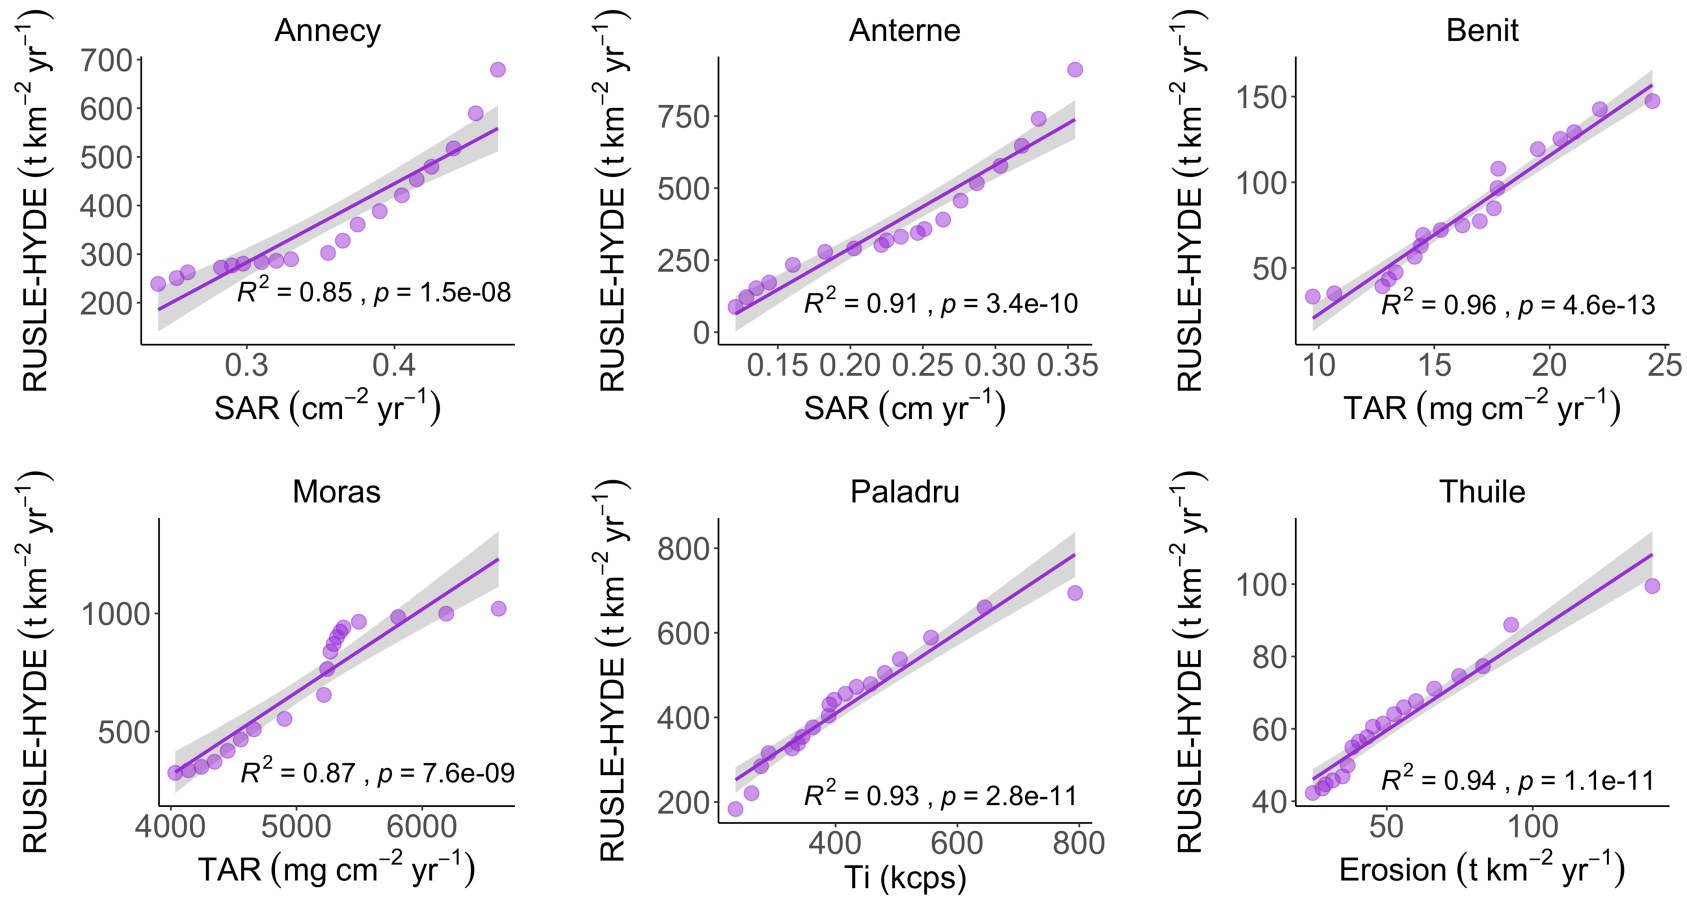 Annecy
RUSLE-HYDE (t km⁻² yr⁻¹)
700
600
500
400
300
200
R² = 0.85 , p = 1.5e-08
0.3 0.4
SAR (cm⁻² yr⁻¹)
Anterne
RUSLE-HYDE (t km⁻² yr⁻¹)
750
500
250
0
R² = 0.91 , p = 3.4e-10
0.15 0.20 0.25 0.30 0.35
SAR (cm yr⁻¹)
Benit
RUSLE-HYDE (t km⁻² yr⁻¹)
150
100
50
R² = 0.96 , p = 4.6e-13
10 15 20 25
TAR (mg cm⁻² yr⁻¹)
Moras
RUSLE-HYDE (t km⁻² yr⁻¹)
1000
500
R² = 0.87 , p = 7.6e-09
4000 5000 6000
TAR (mg cm⁻² yr⁻¹)
Paladru
RUSLE-HYDE (t km⁻² yr⁻¹)
800
600
400
200
R² = 0.93 , p = 2.8e-11
400 600 800
Ti (kcps)
Thuile
RUSLE-HYDE (t km⁻² yr⁻¹)
100
80
60
40
R² = 0.94 , p = 1.1e-11
50 100
Erosion (t km⁻² yr⁻¹)